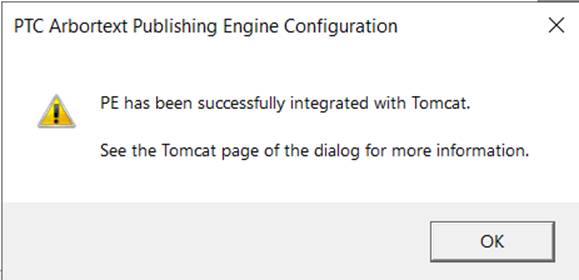 PTC Arbortext Publishing Engine Configuration
PE has been successfully integrated with Tomcat.
See the Tomcat page of the dialog for more information.
OK